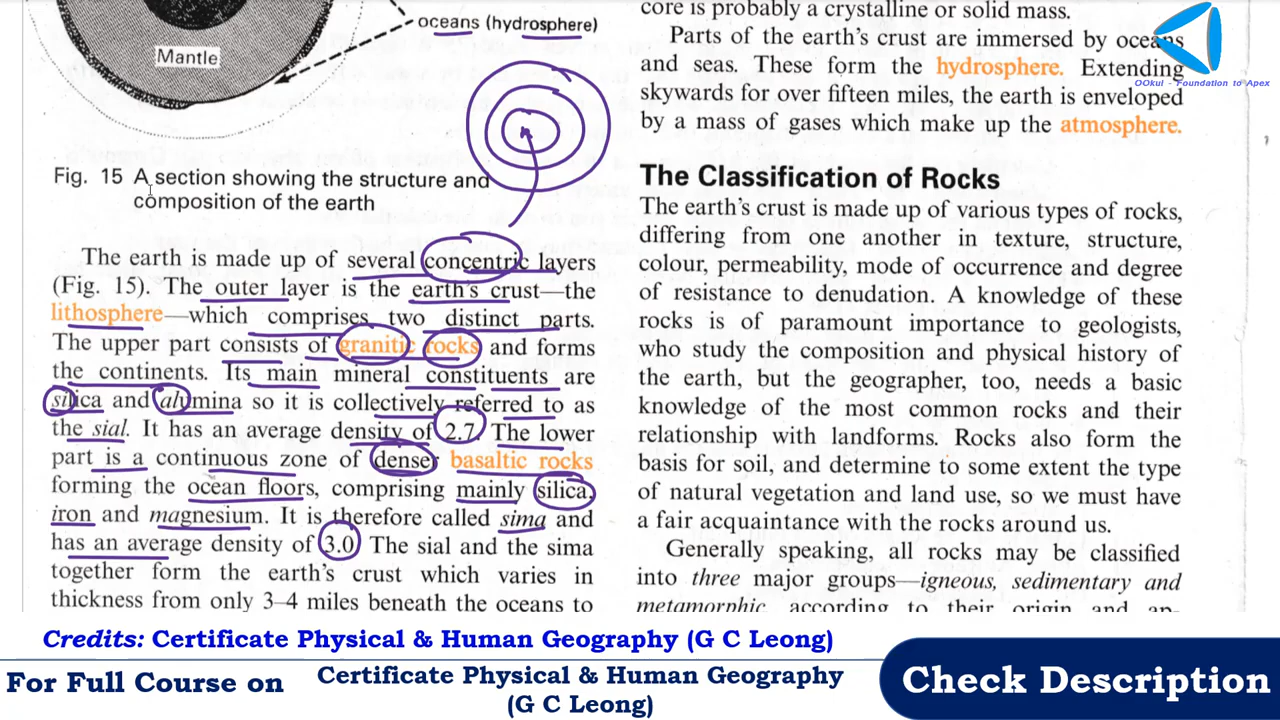 oceans (hydrosphere)
Mantle
Fig. 15 A section showing the structure and
composition of the earth
The earth is made up of several concentric layers
(Fig. 15). The outer layer is the earth's crust—the
lithosphere—which comprises two distinct parts.
The upper part consists of granitic rocks and forms
the continents. Its main mineral constituents are
silica and alumina so it is collectively referred to as
the sial. It has an average density of 2.7. The lower
part is a continuous zone of denser basaltic rocks
forming the ocean floors, comprising mainly silica,
iron and magnesium. It is therefore called sima and
has an average density of 3.0. The sial and the sima
together form the earth's crust which varies in
thickness from only 3–4 miles beneath the oceans to
core is probably a crystalline or solid mass.
Parts of the earth's crust are immersed by oceans
and seas. These form the hydrosphere. Extending
skywards for over fifteen miles, the earth is enveloped
by a mass of gases which make up the atmosphere.
OOkul - Foundation to Apex
The Classification of Rocks
The earth's crust is made up of various types of rocks,
differing from one another in texture, structure,
colour, permeability, mode of occurrence and degree
of resistance to denudation. A knowledge of these
rocks is of paramount importance to geologists,
who study the composition and physical history of
the earth, but the geographer, too, needs a basic
knowledge of the most common rocks and their
relationship with landforms. Rocks also form the
basis for soil, and determine to some extent the type
of natural vegetation and land use, so we must have
a fair acquaintance with the rocks around us.
Generally speaking, all rocks may be classified
into three major groups—igneous, sedimentary and
metamorphic according to their origin and ap-
Credits: Certificate Physical & Human Geography (G C Leong)
For Full Course on
Certificate Physical & Human Geography
(G C Leong)
Check Description